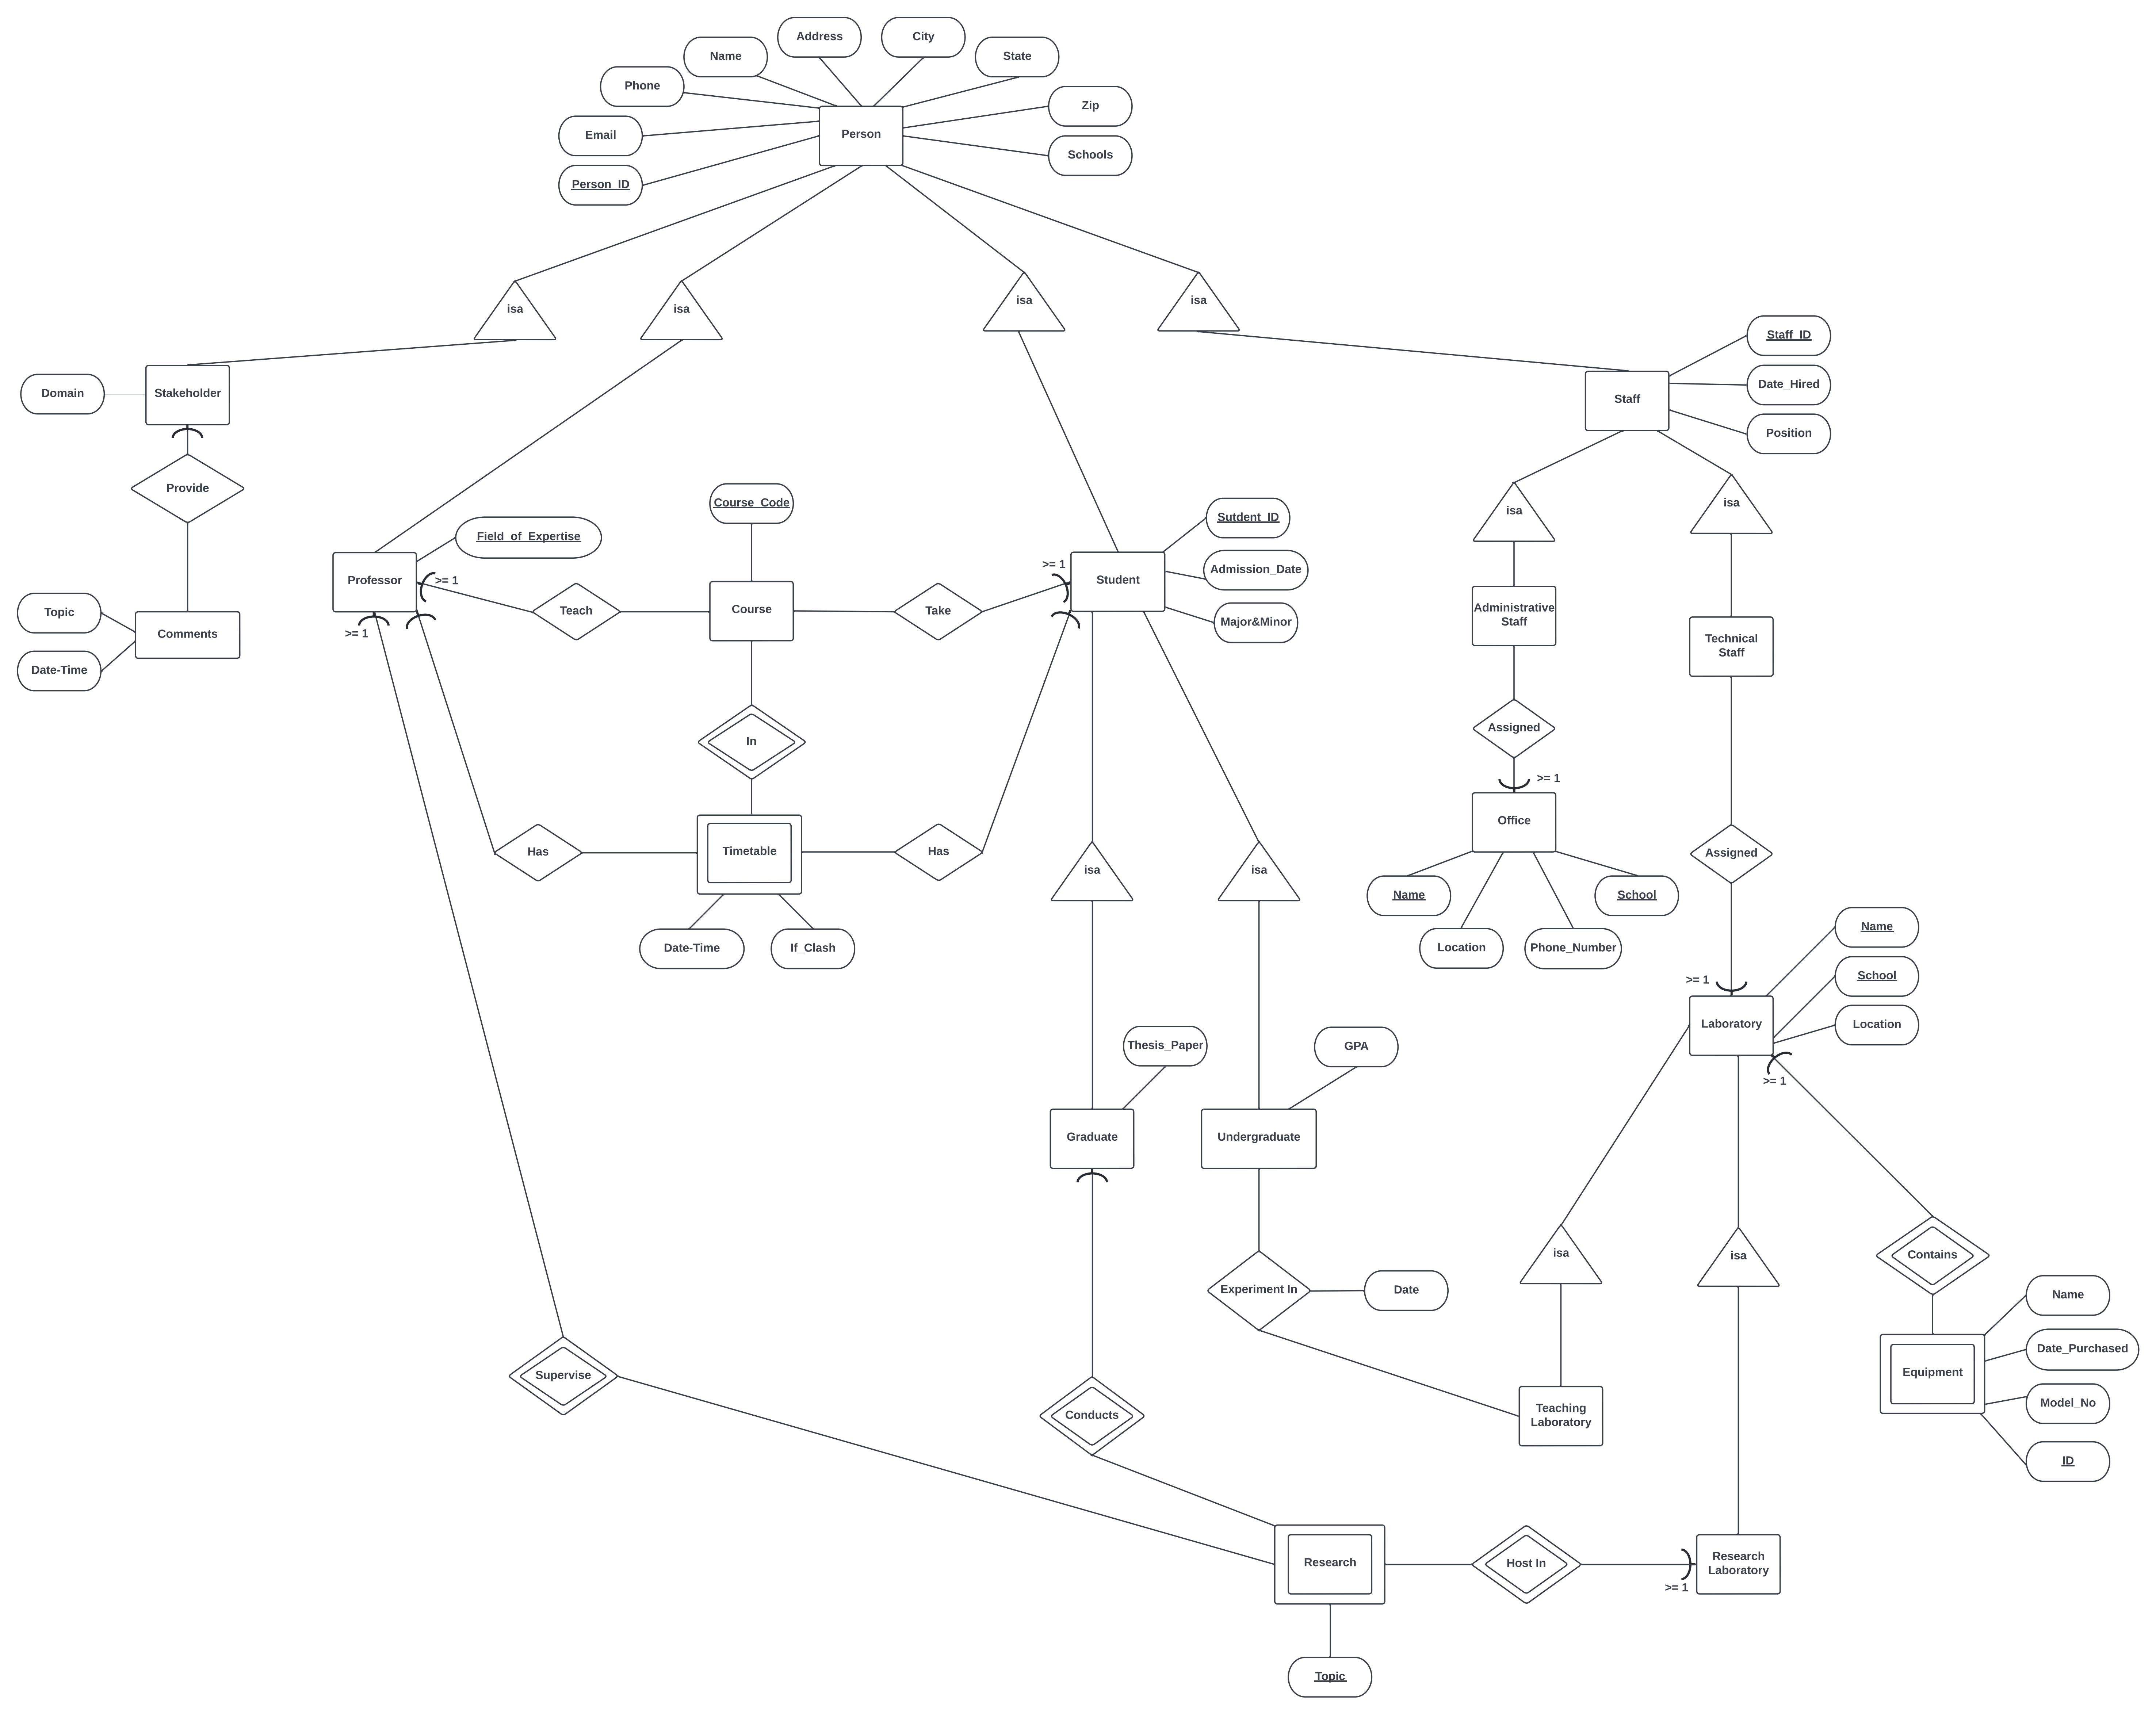 Address
City
Name
State
Phone
Zip
Person
Email
Schools
Person_ID
isa
isa
isa
isa
Staff_ID
Domain
Stakeholder
Date_Hired
Staff
Position
Provide
Course_Code
isa
isa
Sutdent_ID
Field_of_Expertise
>= 1
Admission_Date
Professor
>= 1
Student
Teach
Course
Take
Administrative
Staff
Topic
Major&Minor
>= 1
Comments
Technical
Staff
Date-Time
In
Assigned
>= 1
Office
Has
Timetable
Has
Assigned
isa
isa
Name
School
Name
Date-Time
If_Clash
Location
Phone_Number
School
>= 1
Laboratory
Location
Thesis_Paper
GPA
>= 1
Graduate
Undergraduate
isa
isa
Contains
Experiment In
Date
Name
Date_Purchased
Supervise
Equipment
Conducts
Teaching
Laboratory
Model_No
ID
Research
Host In
Research
Laboratory
>= 1
Topic